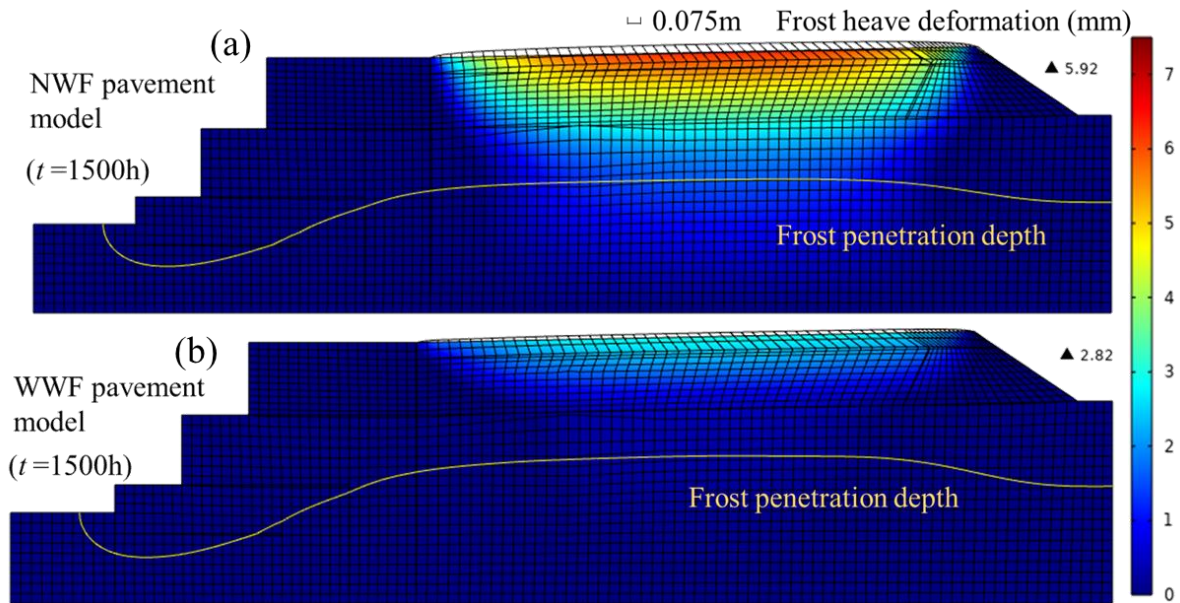 0.075m Frost heave deformation (mm)
(a)
NWF pavement
model
(t =1500h)
▲ 5.92
Frost penetration depth
(b)
WWF pavement
model
(t =1500h)
▲ 2.82
Frost penetration depth
7
6
5
4
3
2
1
0